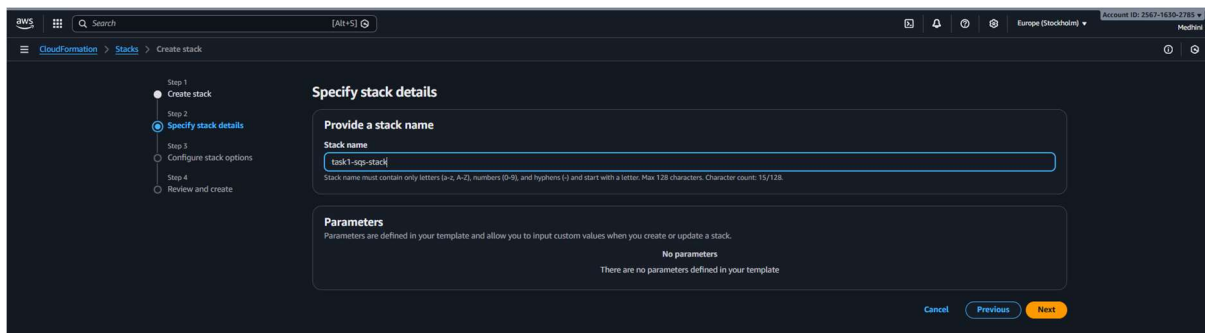 aws
Search
[Alt+S]
Europe (Stockholm)
Account ID: 2567-1630-2785
Medhini
CloudFormation > Stacks > Create stack
Step 1
Create stack
Step 2
Specify stack details
Step 3
Configure stack options
Step 4
Review and create
Specify stack details
Provide a stack name
Stack name
task1-sqs-stack
Stack name must contain only letters (a-z, A-Z), numbers (0-9), and hyphens (-) and start with a letter. Max 128 characters. Character count: 15/128.
Parameters
Parameters are defined in your template and allow you to input custom values when you create or update a stack.
No parameters
There are no parameters defined in your template
Cancel
Previous
Next